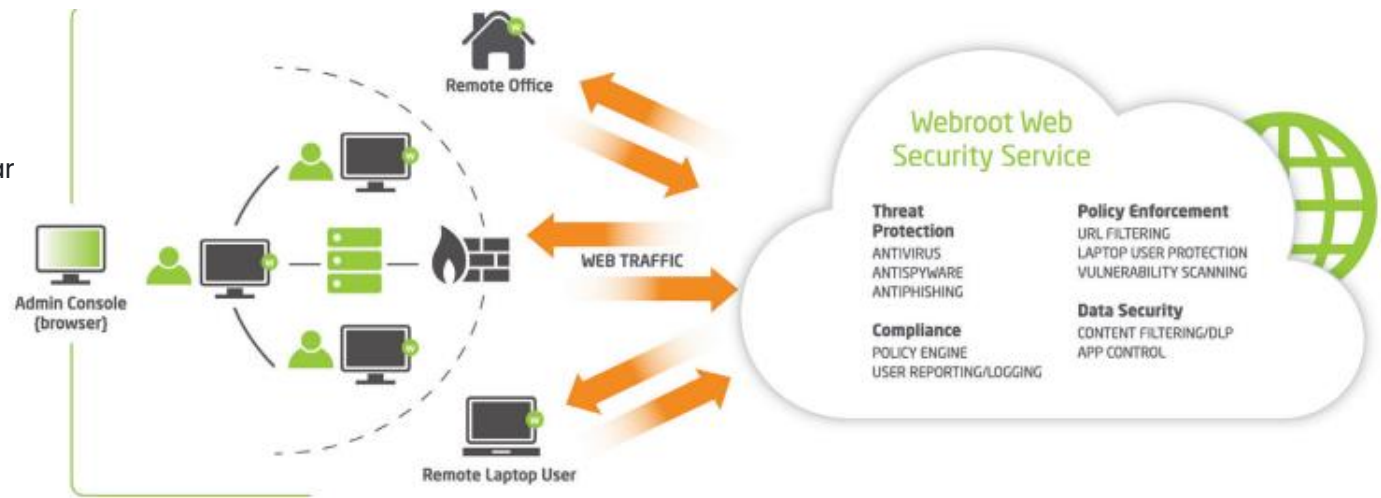 ar
Admin Console
(browser)
Remote Office
WEB TRAFFIC
Remote Laptop User
Webroot Web
Security Service
Threat
Protection
ANTIVIRUS
ANTISPYWARE
ANTIPHISHING
Compliance
POLICY ENGINE
USER REPORTING/LOGGING
Policy Enforcement
URL FILTERING
LAPTOP USER PROTECTION
VULNERABILITY SCANNING
Data Security
CONTENT FILTERING/DLP
APP CONTROL
W
W
W
W
W